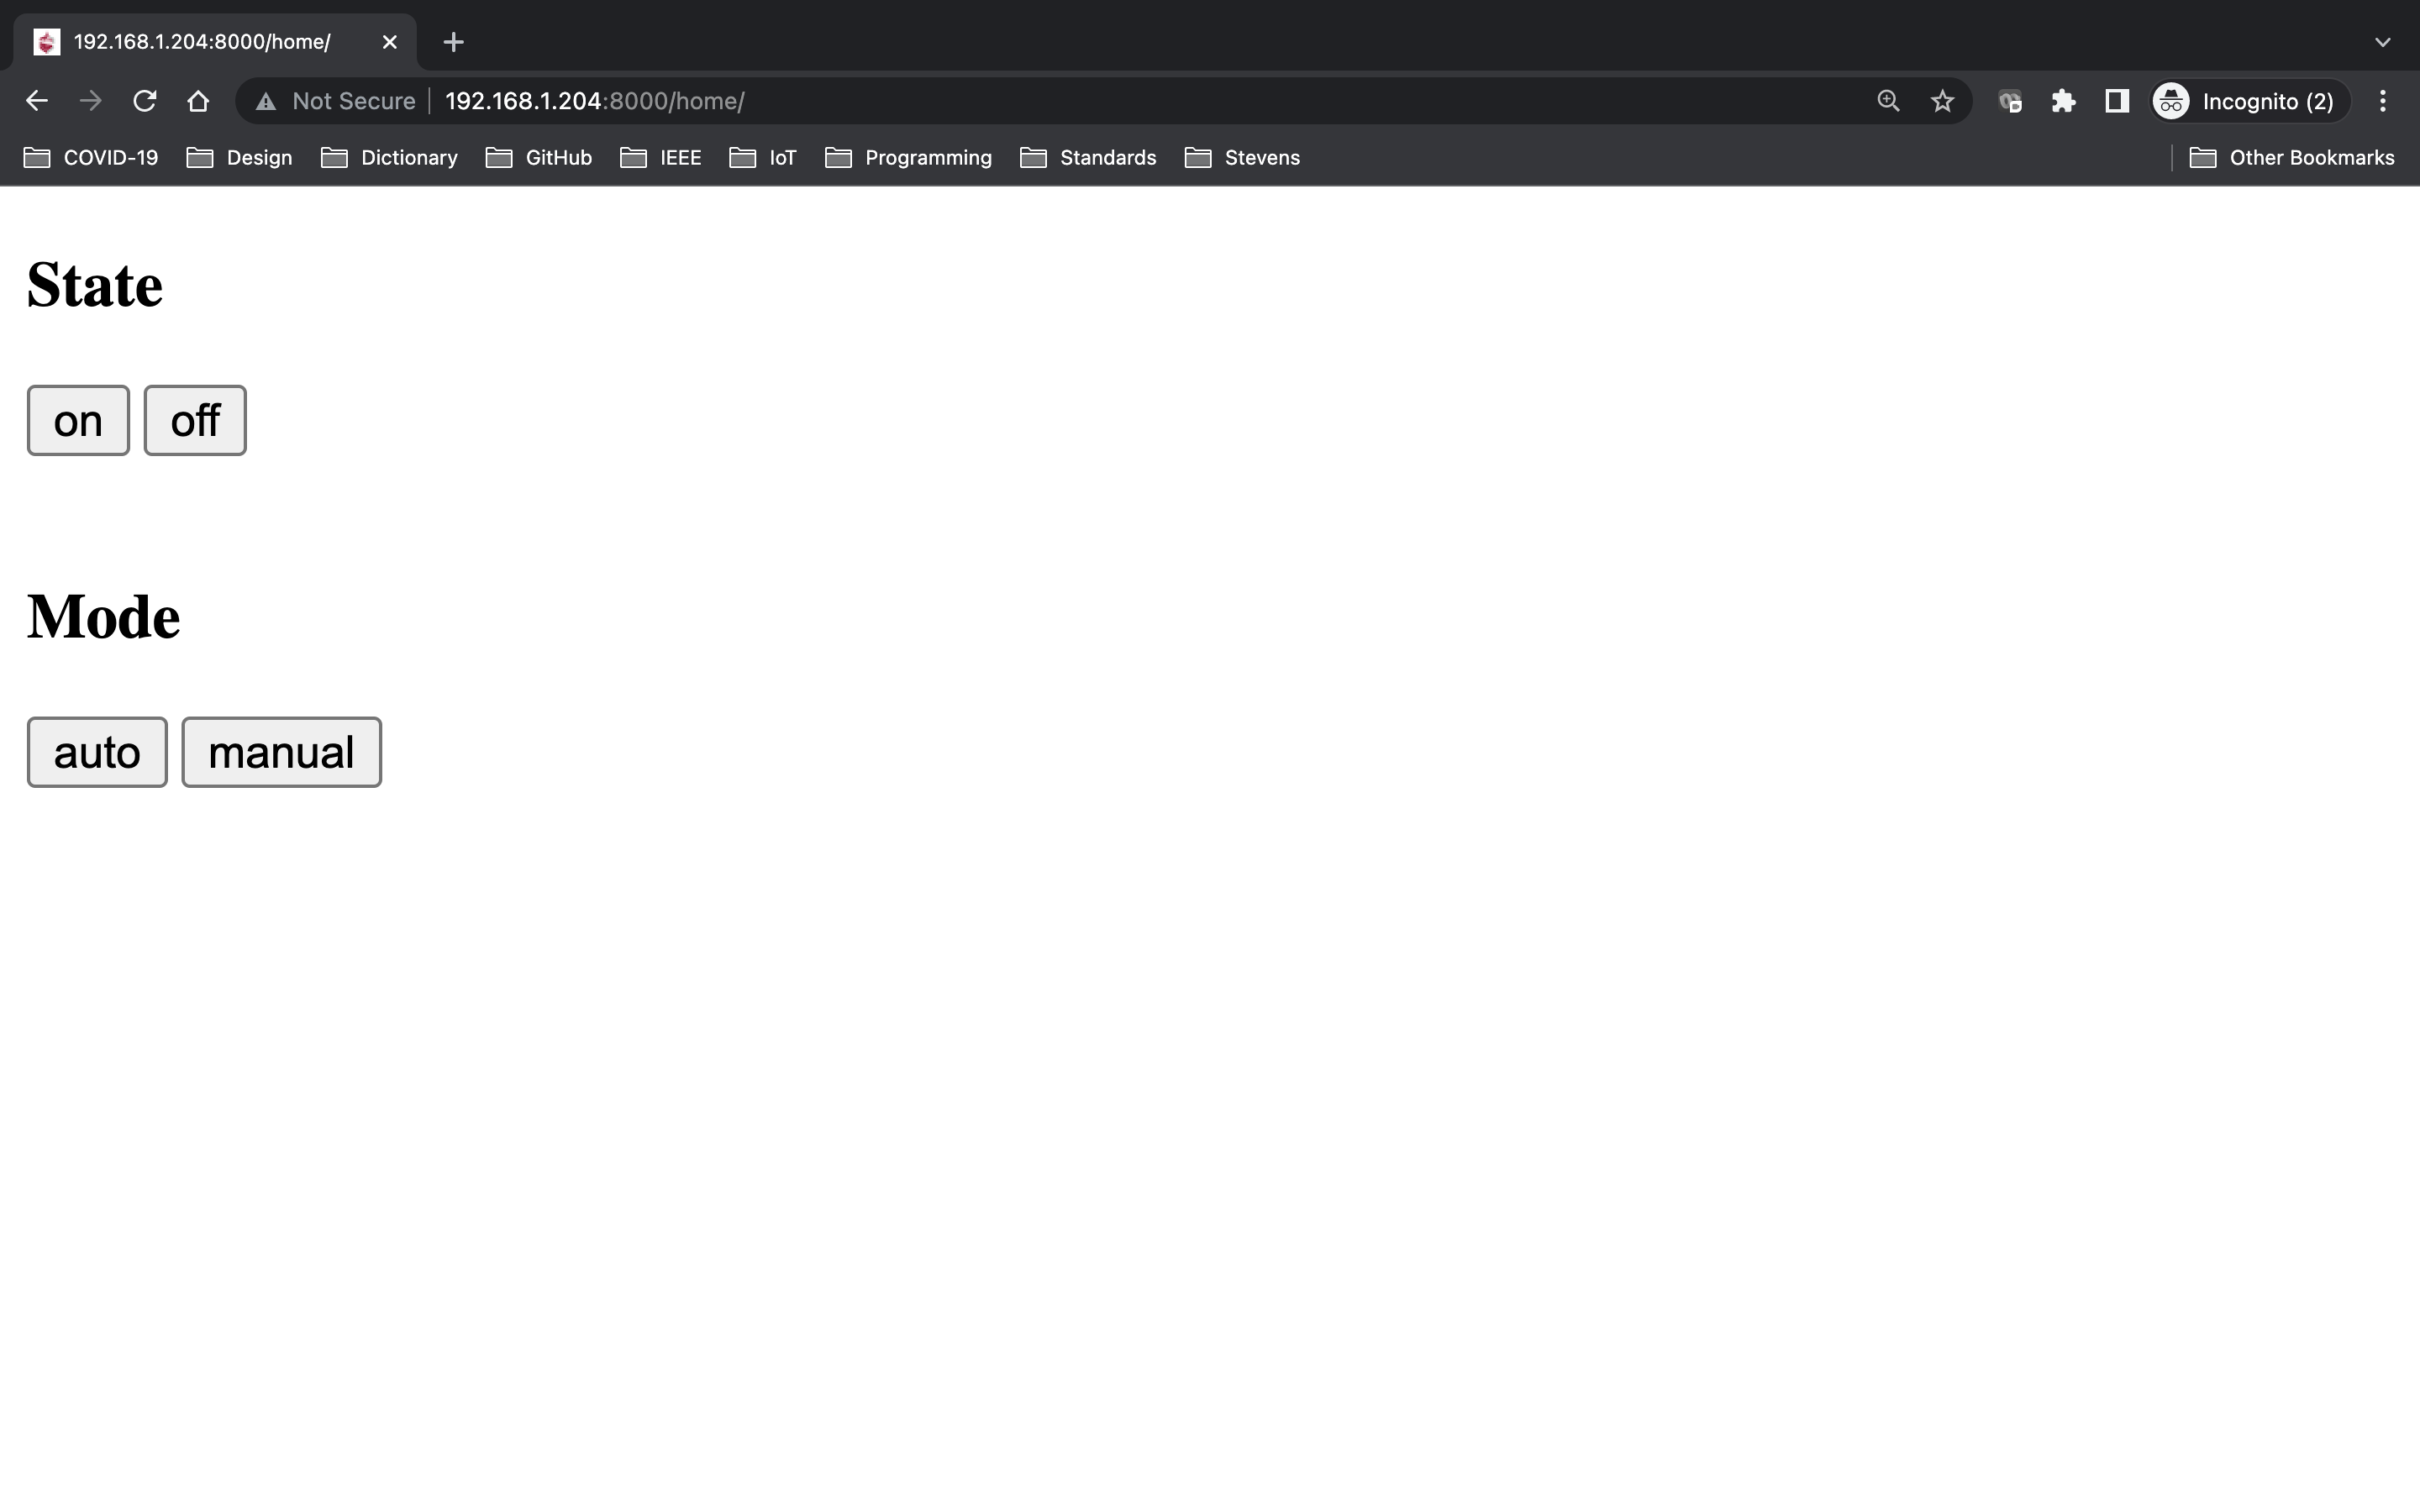 192.168.1.204:8000/home/
Not Secure 192.168.1.204:8000/home/ Incognito (2)
COVID-19 Design Dictionary GitHub IEEE IoT Programming Standards Stevens Other Bookmarks
State
on off
Mode
auto manual